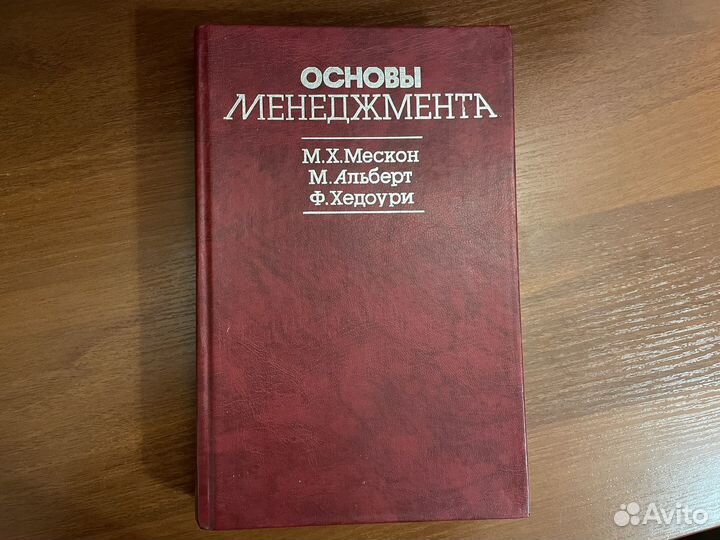 ОСНОВЫ
МЕНЕДЖМЕНТА
М.Х.Мескон
М.Альберт
Ф.Хедоури
Avito